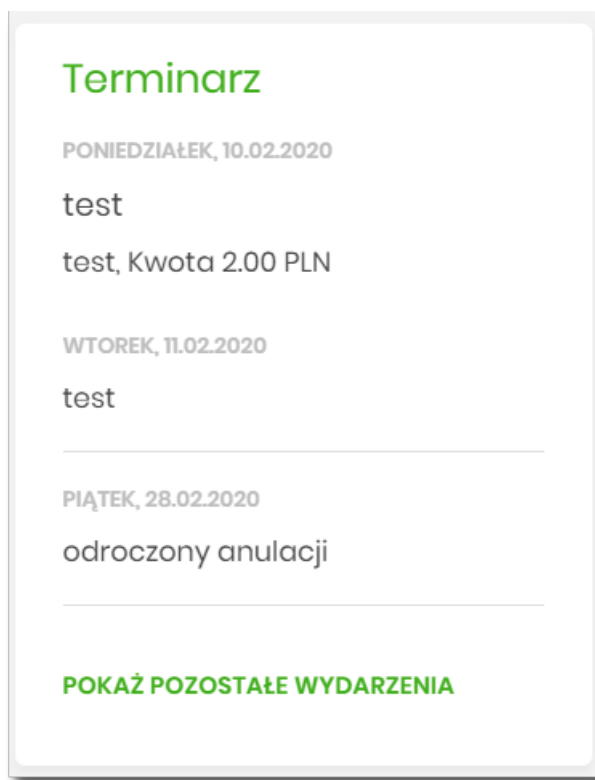 Terminarz
PONIEDZIAŁEK, 10.02.2020
test
test, Kwota 2.00 PLN
WTOREK, 11.02.2020
test
PIĄTEK, 28.02.2020
odroczony anulacji
POKAŻ POZOSTAŁE WYDARZENIA